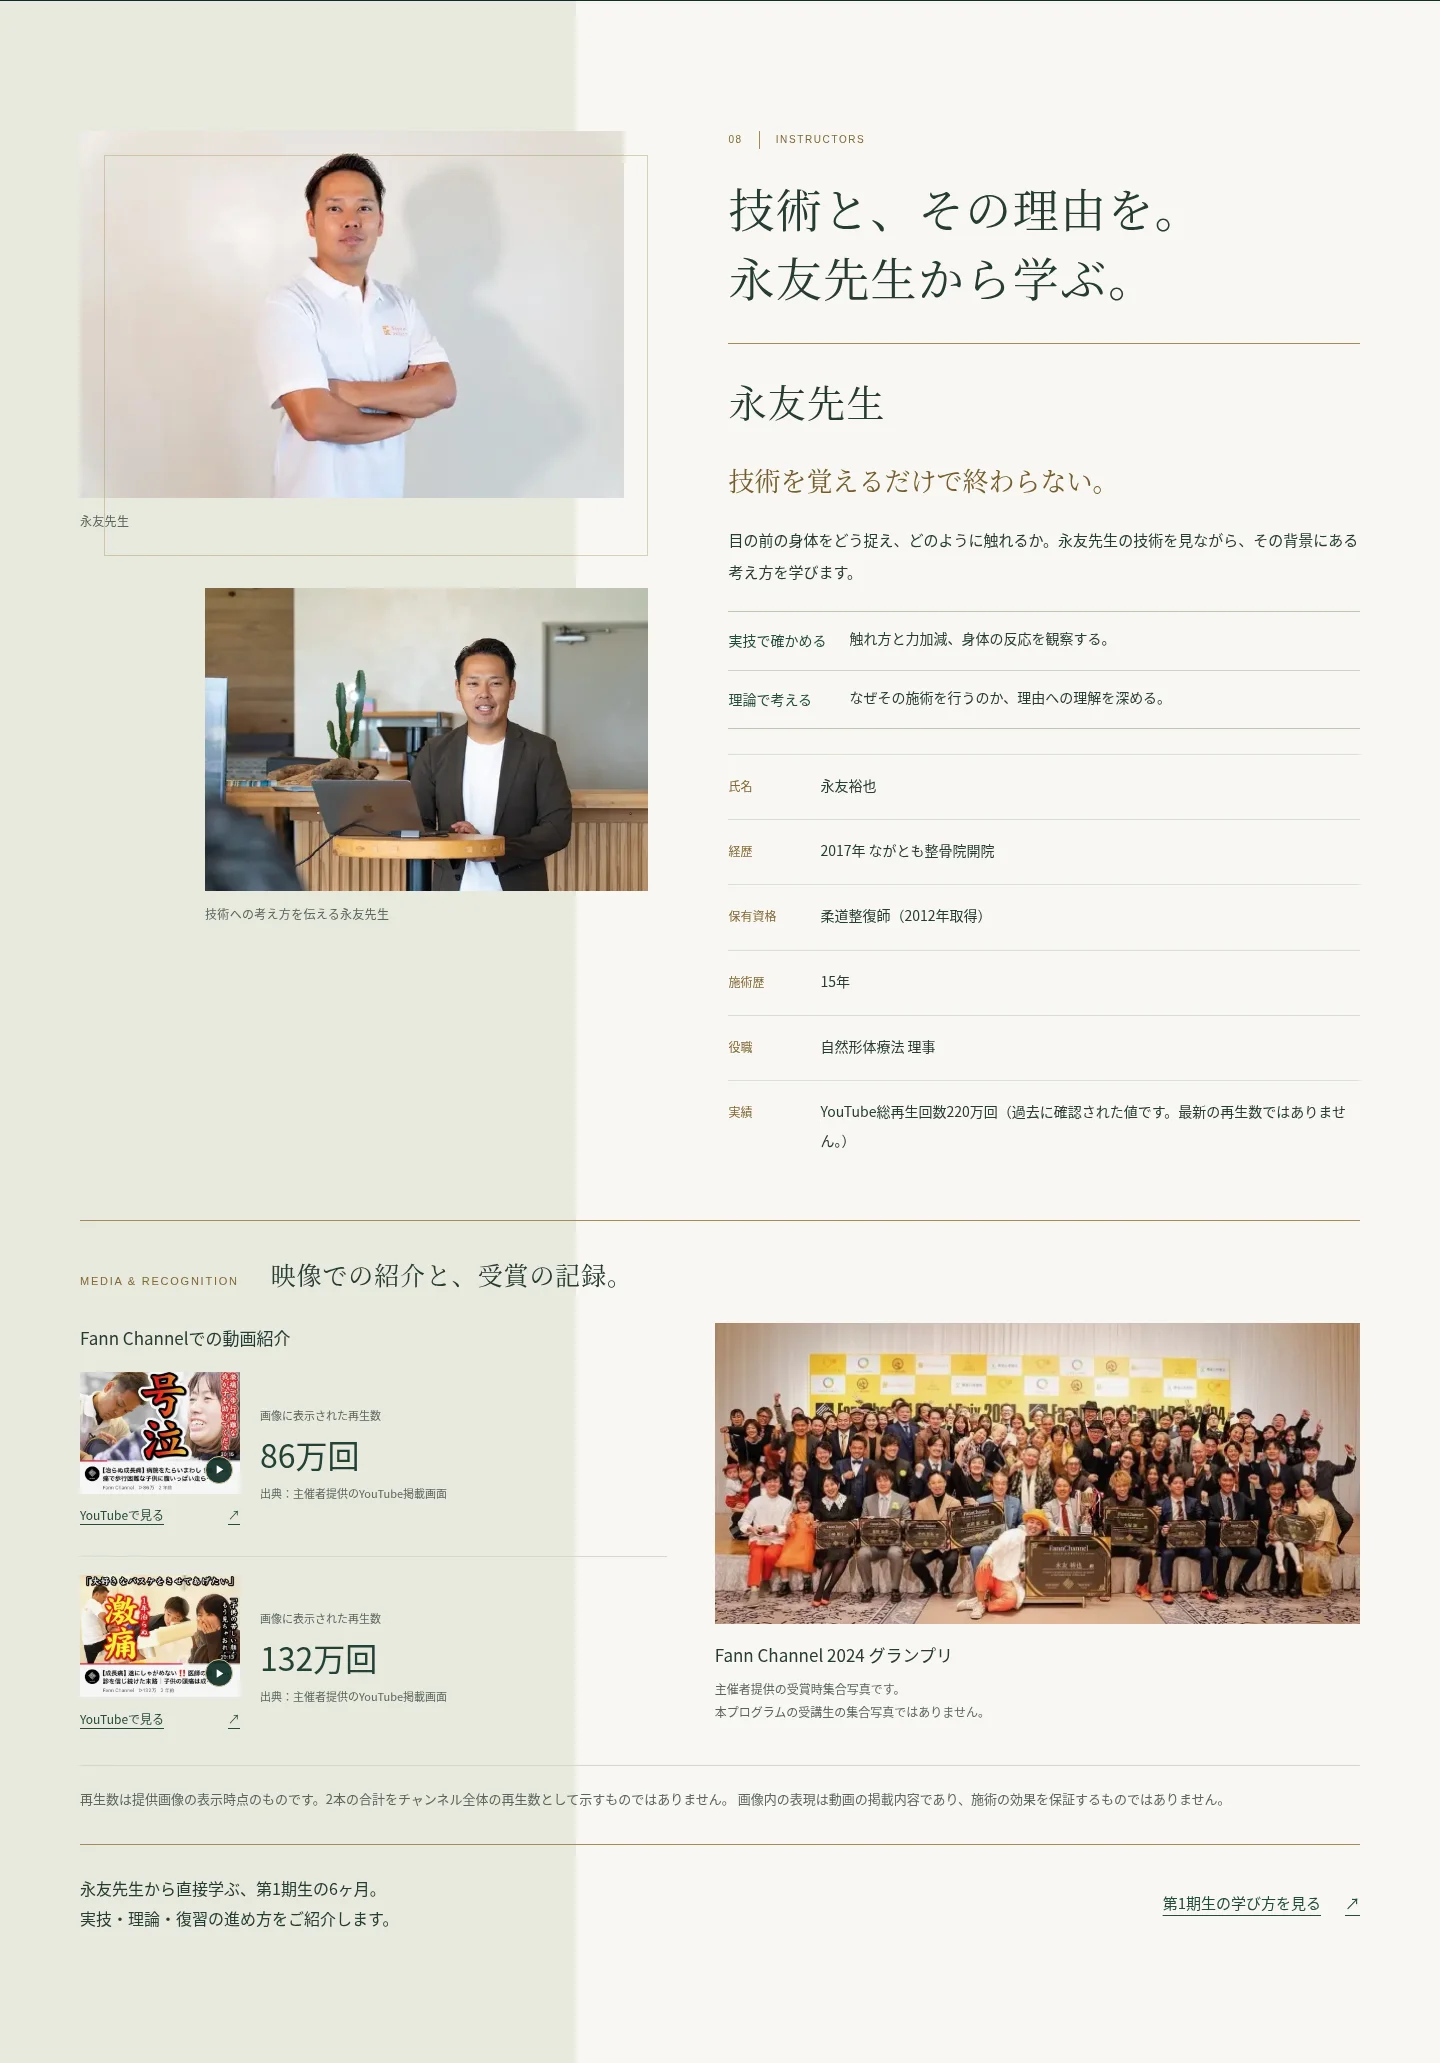 08 INSTRUCTORS
技術と、その理由を。
永友先生から学ぶ。
永友先生
永友先生
技術を覚えるだけで終わらない。
目の前の身体をどう捉え、どのように触れるか。永友先生の技術を見ながら、その背景にある
考え方を学びます。
実技で確かめる 触れ方と力加減、身体の反応を観察する。
理論で考える なぜその施術を行うのか、理由への理解を深める。
技術への考え方を伝える永友先生
氏名 永友裕也
経歴 2017年 ながとも整骨院開院
保有資格 柔道整復師（2012年取得）
施術歴 15年
役職 自然形体療法 理事
実績 YouTube総再生回数220万回（過去に確認された値です。最新の再生数ではありませ
ん。）
MEDIA & RECOGNITION 映像での紹介と、受賞の記録。
Fann Channelでの動画紹介
号泣
画像に表示された再生数
86万回
出典：主催者提供のYouTube掲載画面
Fann Channel
YouTubeで見る ↗
「大好きなバスケをさせてあげたい」
激痛
画像に表示された再生数
132万回
出典：主催者提供のYouTube掲載画面
Fann Channel
YouTubeで見る ↗
FannChannel
Fann Channel 2024 グランプリ
主催者提供の受賞時集合写真です。
本プログラムの受講生の集合写真ではありません。
再生数は提供画像の表示時点のものです。2本の合計をチャンネル全体の再生数として示すものではありません。 画像内の表現は動画の掲載内容であり、施術の効果を保証するものではありません。
永友先生から直接学ぶ、第1期生の6ヶ月。
実技・理論・復習の進め方をご紹介します。
第1期生の学び方を見る ↗